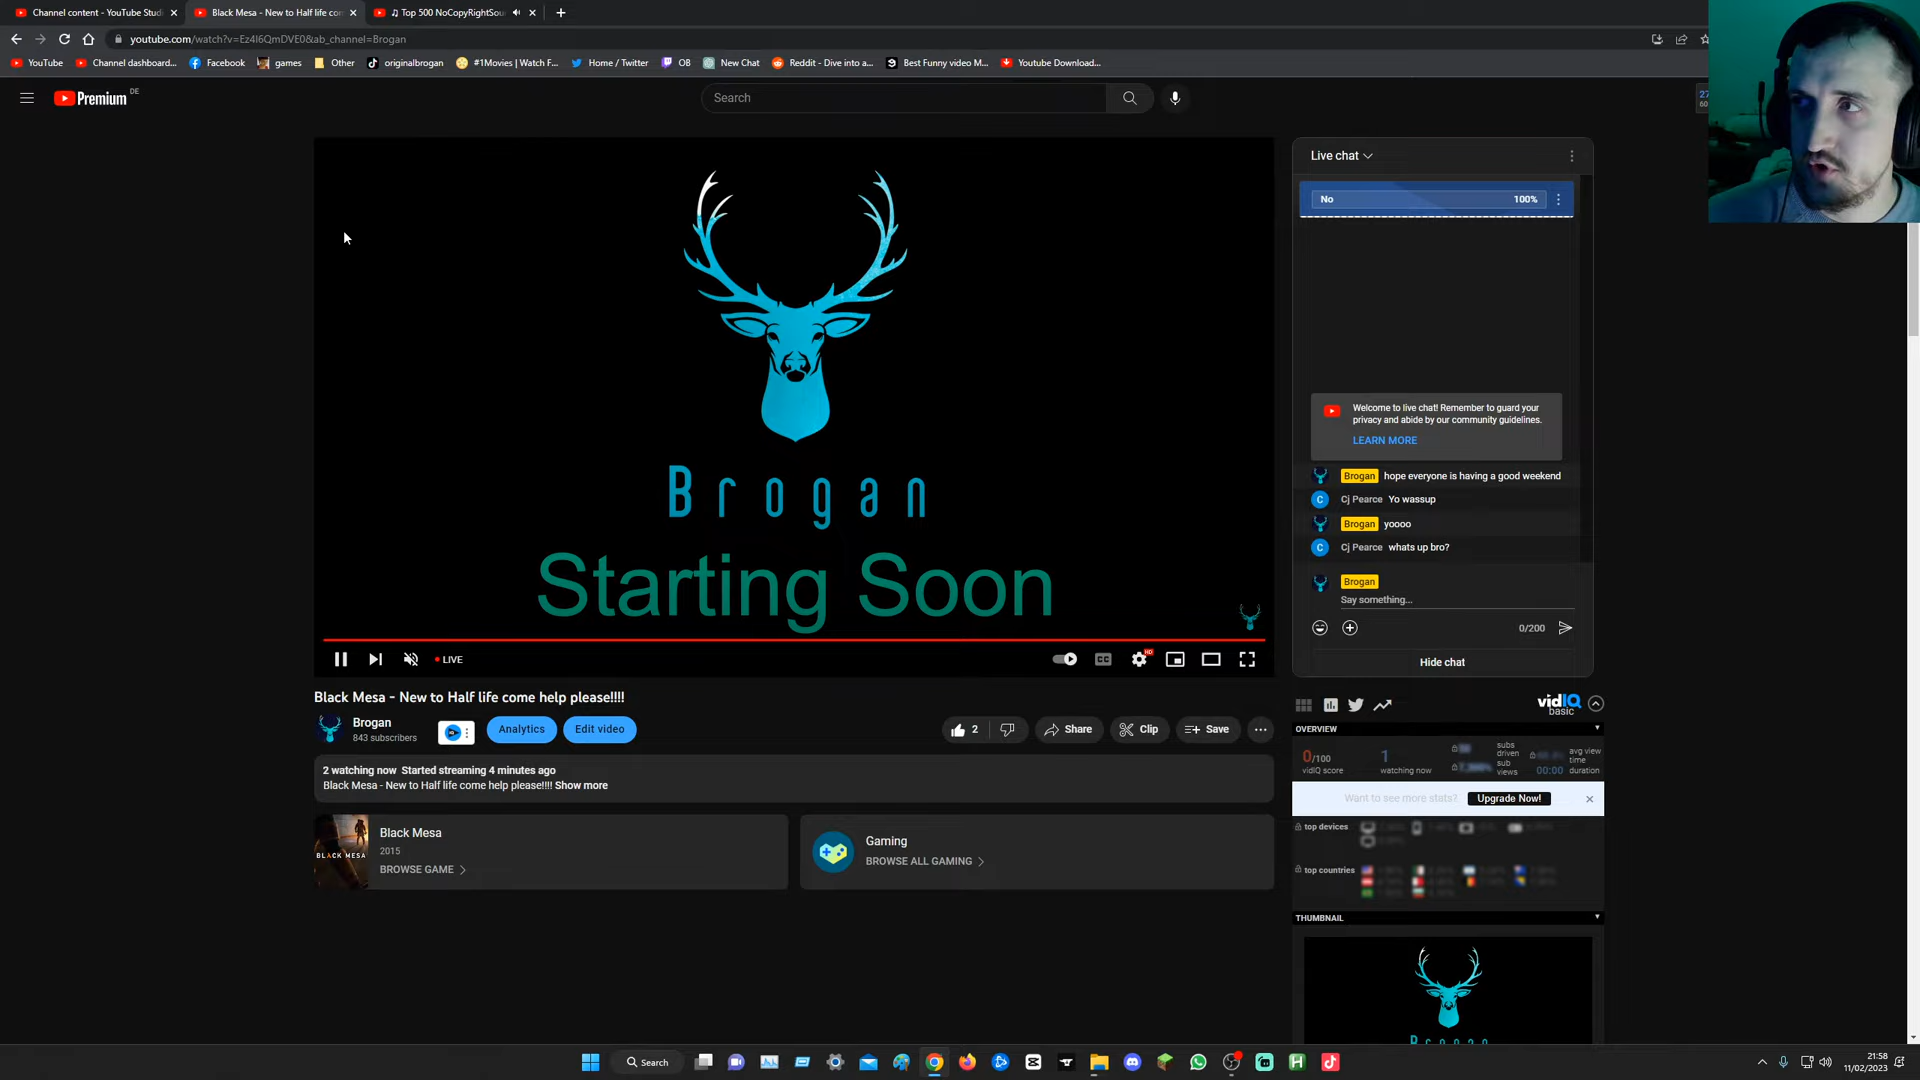 Channel content - YouTube Stud
Black Mesa - New to Half life co
♫ Top 500 NoCopyRightSou
youtube.com/watch?v=Ez4I6QmDVE0&ab_channel=Brogan
YouTube
Channel dashboard...
Facebook
games
Other
originalbrogan
#1Movies | Watch F...
Home / Twitter
OB
New Chat
Reddit - Dive into a...
Best Funny video M...
Youtube Download...
Premium DE
Search
Live chat
No 100%
Welcome to live chat! Remember to guard your
privacy and abide by our community guidelines.
LEARN MORE
Brogan hope everyone is having a good weekend
C Cj Pearce Yo wassup
Brogan yoooo
C Cj Pearce whats up bro?
Brogan
Say something...
0/200
Hide chat
Brogan
Starting Soon
LIVE
CC
HD
Black Mesa - New to Half life come help please!!!!
Brogan
843 subscribers
Analytics
Edit video
2
Share
Clip
Save
2 watching now Started streaming 4 minutes ago
Black Mesa - New to Half life come help please!!!! Show more
BLACK MESA
Black Mesa
2015
BROWSE GAME
Gaming
BROWSE ALL GAMING
vidIQ
basic
OVERVIEW
0/100
vidIQ score
1
watching now
subs
driven
sub
views
avg view
time
00:00
duration
Want to see more stats?
Upgrade Now!
top devices
top countries
THUMBNAIL
Brogan
Search
21:58
11/02/2023